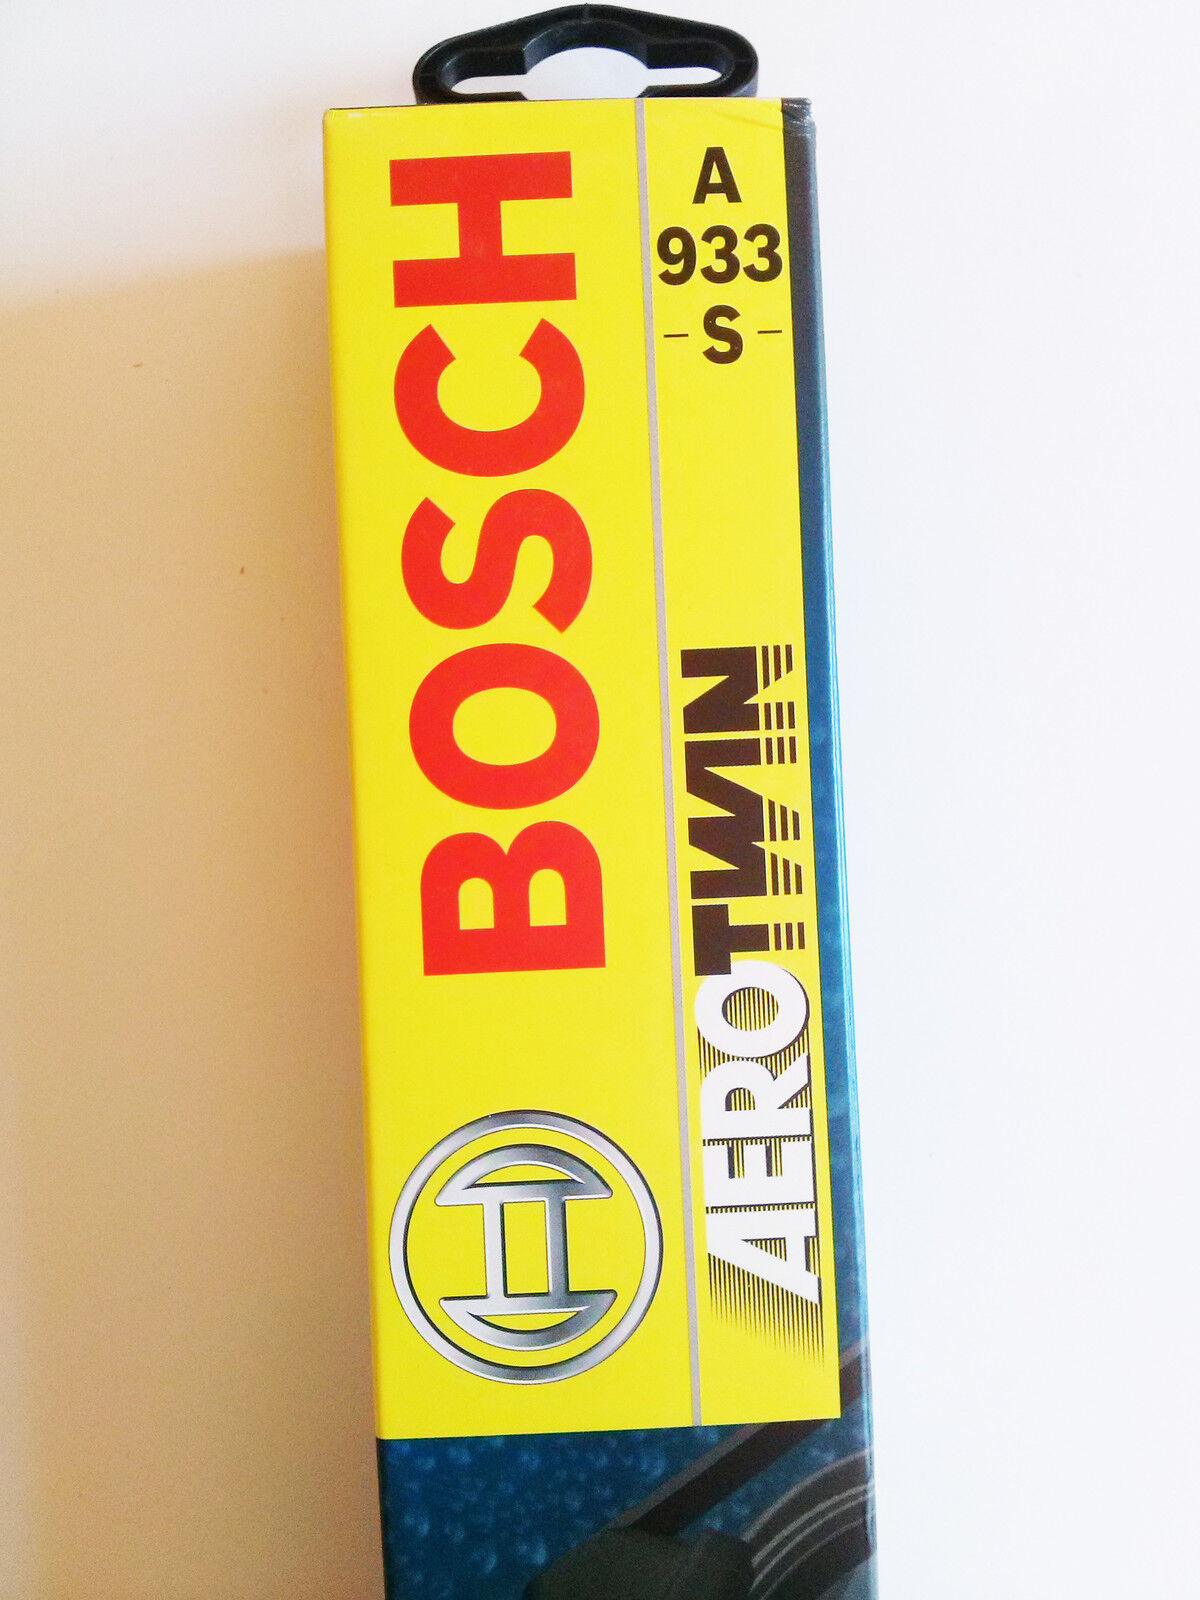 BOSCH
A
933
-S-
AEROTWIN